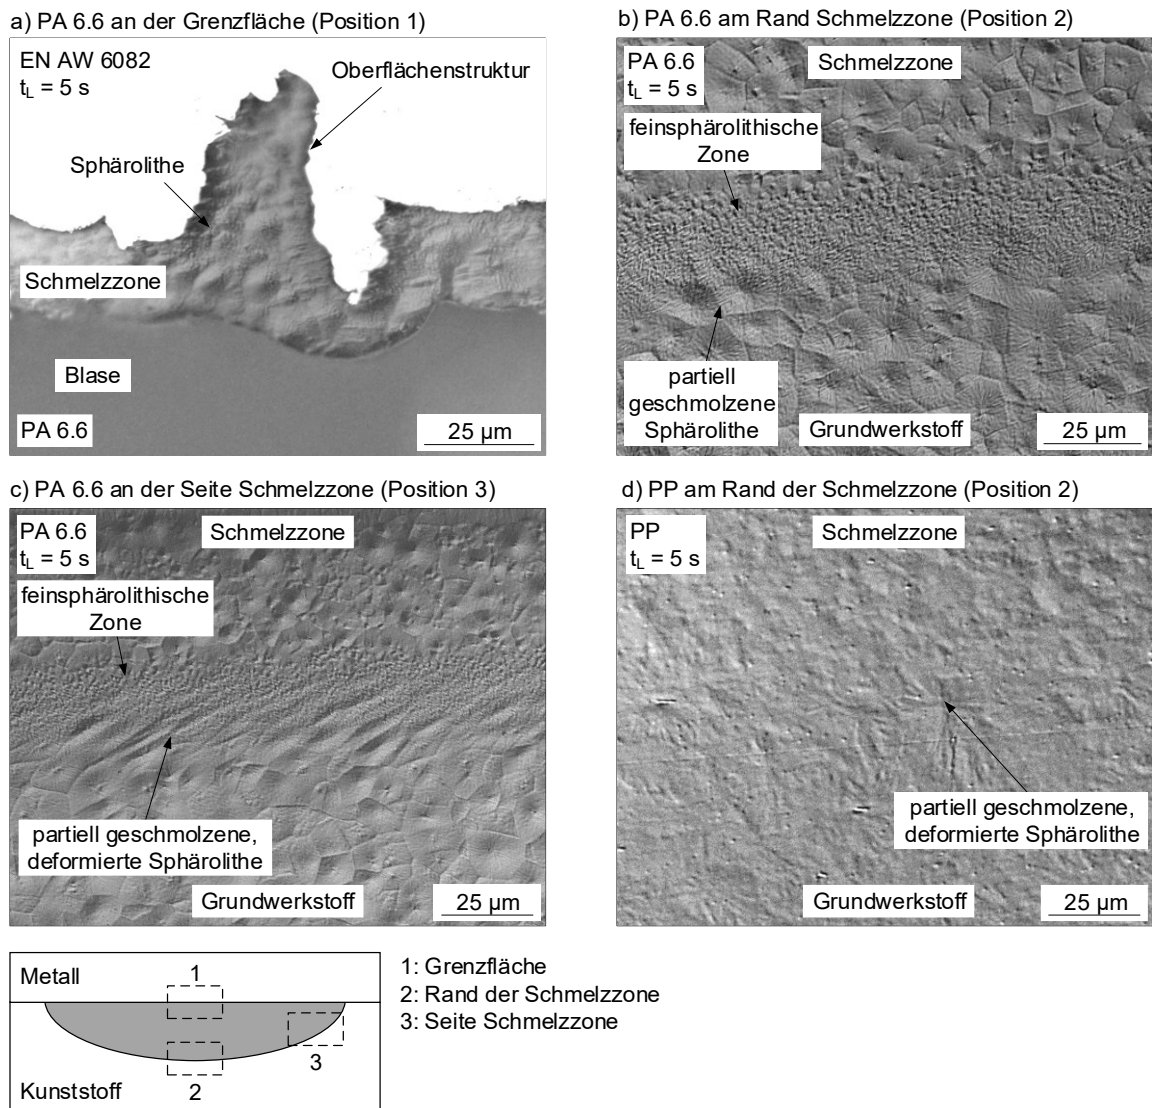 a) PA 6.6 an der Grenzfläche (Position 1)
EN AW 6082
t_L = 5 s
Oberflächenstruktur
Sphärolithe
Schmelzzone
Blase
PA 6.6
25 µm
b) PA 6.6 am Rand Schmelzzone (Position 2)
PA 6.6
t_L = 5 s
Schmelzzone
feinsphärolithische
Zone
partiell
geschmolzene
Sphärolithe
Grundwerkstoff
25 µm
c) PA 6.6 an der Seite Schmelzzone (Position 3)
PA 6.6
t_L = 5 s
Schmelzzone
feinsphärolithische
Zone
partiell geschmolzene,
deformierte Sphärolithe
Grundwerkstoff
25 µm
d) PP am Rand der Schmelzzone (Position 2)
PP
t_L = 5 s
Schmelzzone
partiell geschmolzene,
deformierte Sphärolithe
Grundwerkstoff
25 µm
Metall
1
2
3
Kunststoff
1: Grenzfläche
2: Rand der Schmelzzone
3: Seite Schmelzzone